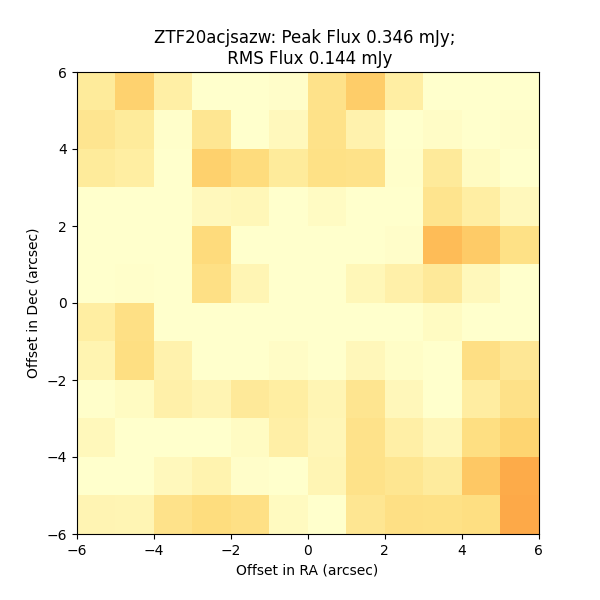 ZTF20acjsazw: Peak Flux 0.346 mJy;
RMS Flux 0.144 mJy
6
4
2
0
−2
−4
−6
Offset in Dec (arcsec)
−6 −4 −2 0 2 4 6
Offset in RA (arcsec)